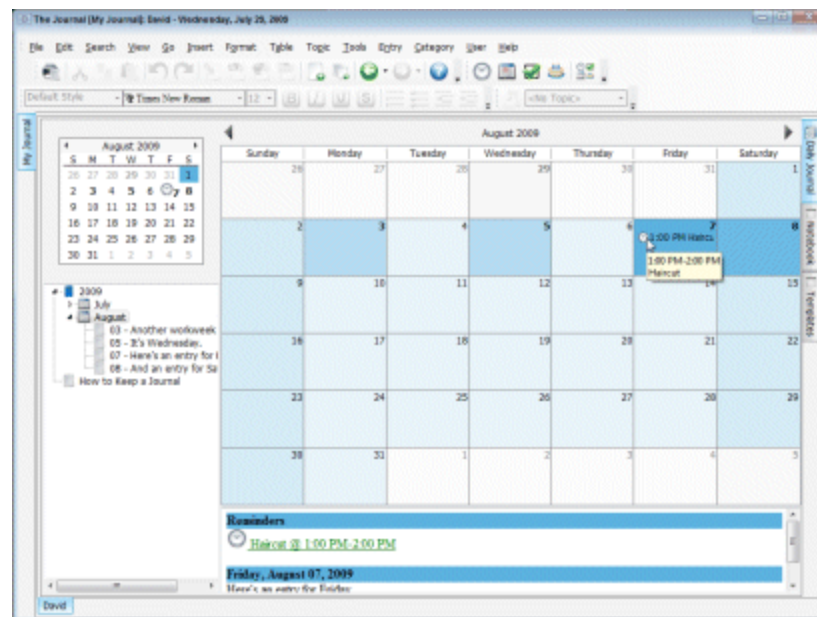 The Journal [My Journal]: David - Wednesday, July 29, 2009
File Edit Search View Go Insert Format Table Topic Tools Entry Category User Help
Default Style Times New Roman 12 <No Topic>
My Journal
August 2009
S M T W T F S
26 27 28 29 30 31 1
2 3 4 5 6 7 8
9 10 11 12 13 14 15
16 17 18 19 20 21 22
23 24 25 26 27 28 29
30 31 1 2 3 4 5
2009
July
August
03 - Another workweek
05 - It's Wednesday.
07 - Here's an entry for
08 - And an entry for Sa
How to Keep a Journal
August 2009
Sunday Monday Tuesday Wednesday Thursday Friday Saturday
26 27 28 29 30 31 1
2 3 4 5 6 7 8
1:00 PM Haircu
1:00 PM-2:00 PM
Haircut
9 10 11 12 13 14 15
16 17 18 19 20 21 22
23 24 25 26 27 28 29
30 31 1 2 3 4 5
Reminders
Haircut @ 1:00 PM-2:00 PM
Friday, August 07, 2009
Here's an entry for Friday
Daily Journal
Notebook
Templates
David